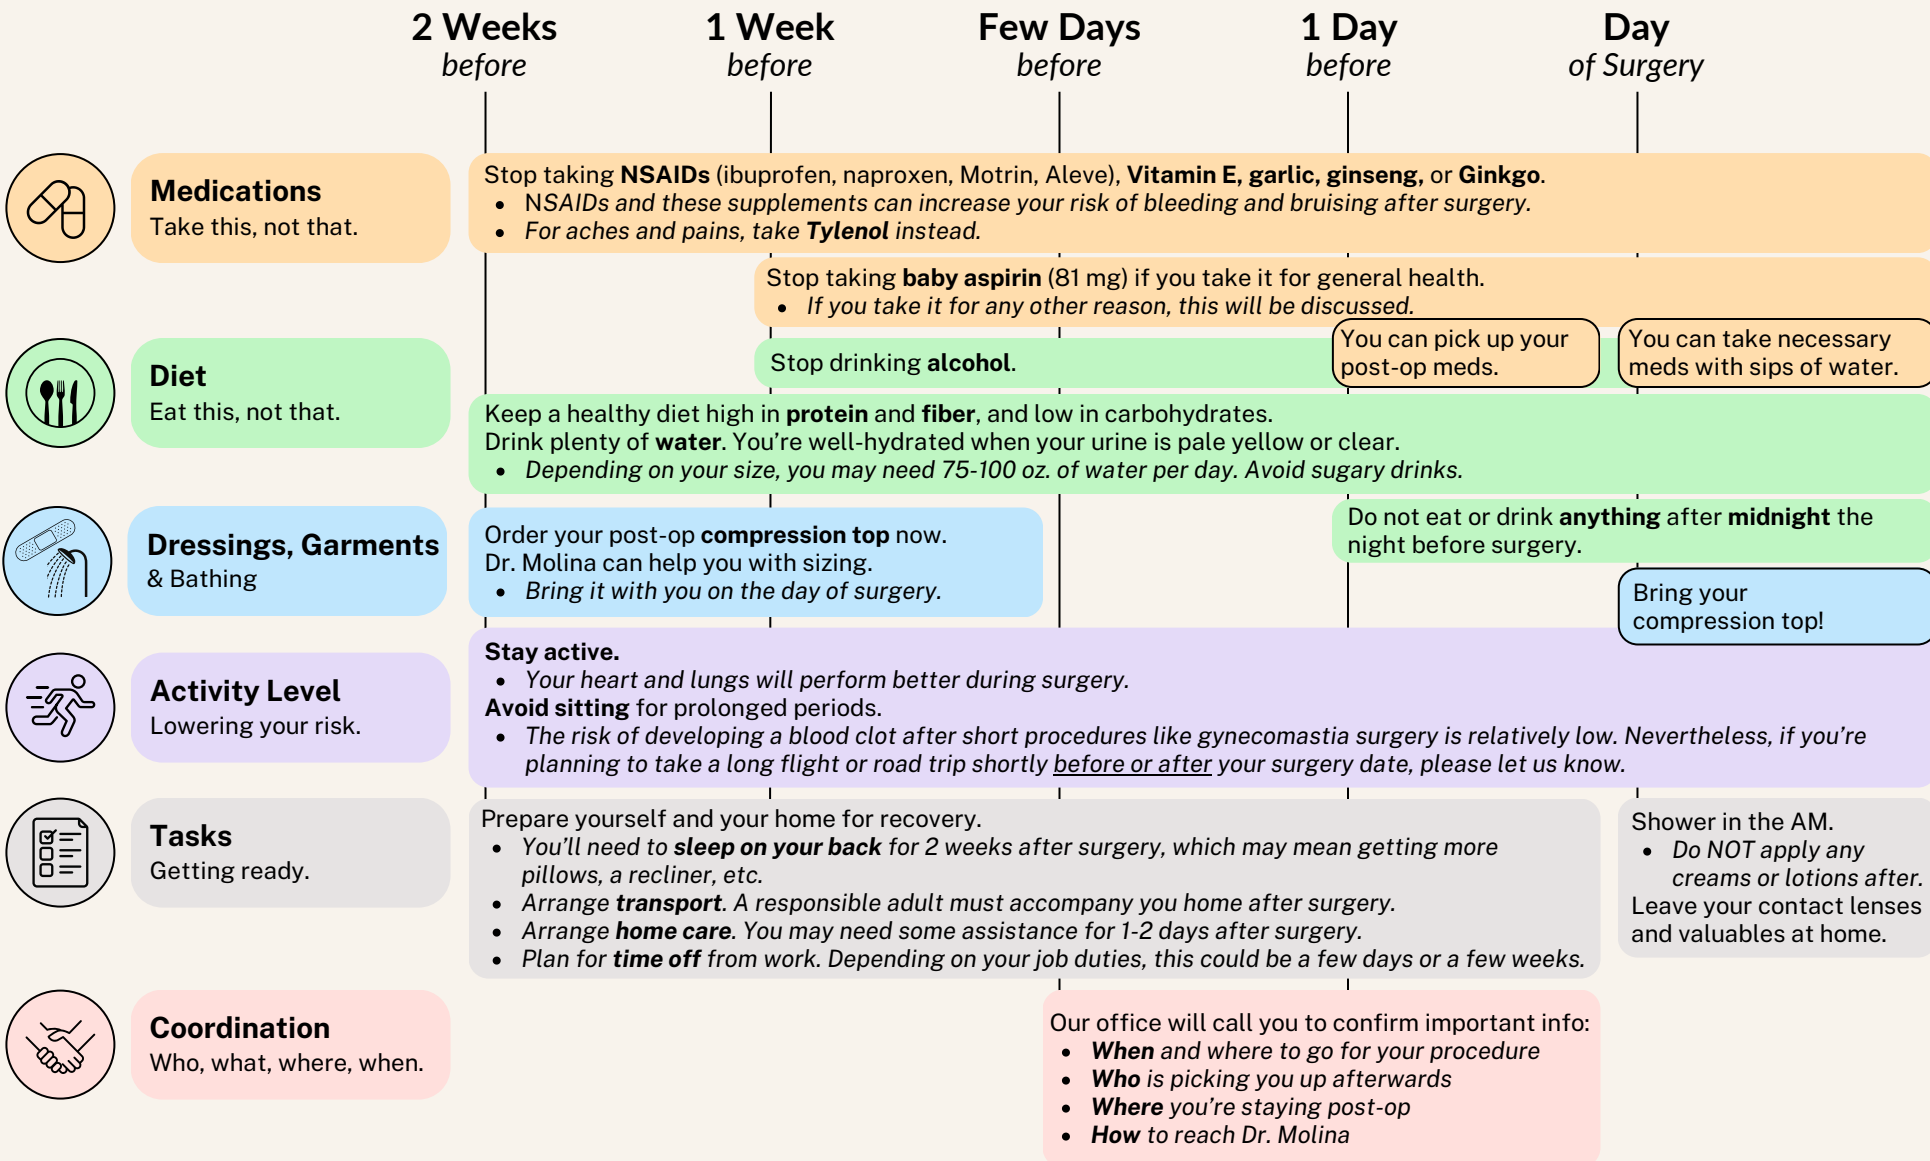 2 Weeks
before
1 Week
before
Few Days
before
1 Day
before
Day
of Surgery
Medications
Take this, not that.
Stop taking NSAIDs (ibuprofen, naproxen, Motrin, Aleve), Vitamin E, garlic, ginseng, or Ginkgo.
• NSAIDs and these supplements can increase your risk of bleeding and bruising after surgery.
• For aches and pains, take Tylenol instead.
Stop taking baby aspirin (81 mg) if you take it for general health.
• If you take it for any other reason, this will be discussed.
You can pick up your
post-op meds.
You can take necessary
meds with sips of water.
Diet
Eat this, not that.
Stop drinking alcohol.
Keep a healthy diet high in protein and fiber, and low in carbohydrates.
Drink plenty of water. You’re well-hydrated when your urine is pale yellow or clear.
• Depending on your size, you may need 75-100 oz. of water per day. Avoid sugary drinks.
Do not eat or drink anything after midnight the
night before surgery.
Dressings, Garments
& Bathing
Order your post-op compression top now.
Dr. Molina can help you with sizing.
• Bring it with you on the day of surgery.
Bring your
compression top!
Activity Level
Lowering your risk.
Stay active.
• Your heart and lungs will perform better during surgery.
Avoid sitting for prolonged periods.
• The risk of developing a blood clot after short procedures like gynecomastia surgery is relatively low. Nevertheless, if you’re
planning to take a long flight or road trip shortly before or after your surgery date, please let us know.
Tasks
Getting ready.
Prepare yourself and your home for recovery.
• You’ll need to sleep on your back for 2 weeks after surgery, which may mean getting more
pillows, a recliner, etc.
• Arrange transport. A responsible adult must accompany you home after surgery.
• Arrange home care. You may need some assistance for 1-2 days after surgery.
• Plan for time off from work. Depending on your job duties, this could be a few days or a few weeks.
Shower in the AM.
• Do NOT apply any
creams or lotions after.
Leave your contact lenses
and valuables at home.
Coordination
Who, what, where, when.
Our office will call you to confirm important info:
• When and where to go for your procedure
• Who is picking you up afterwards
• Where you’re staying post-op
• How to reach Dr. Molina